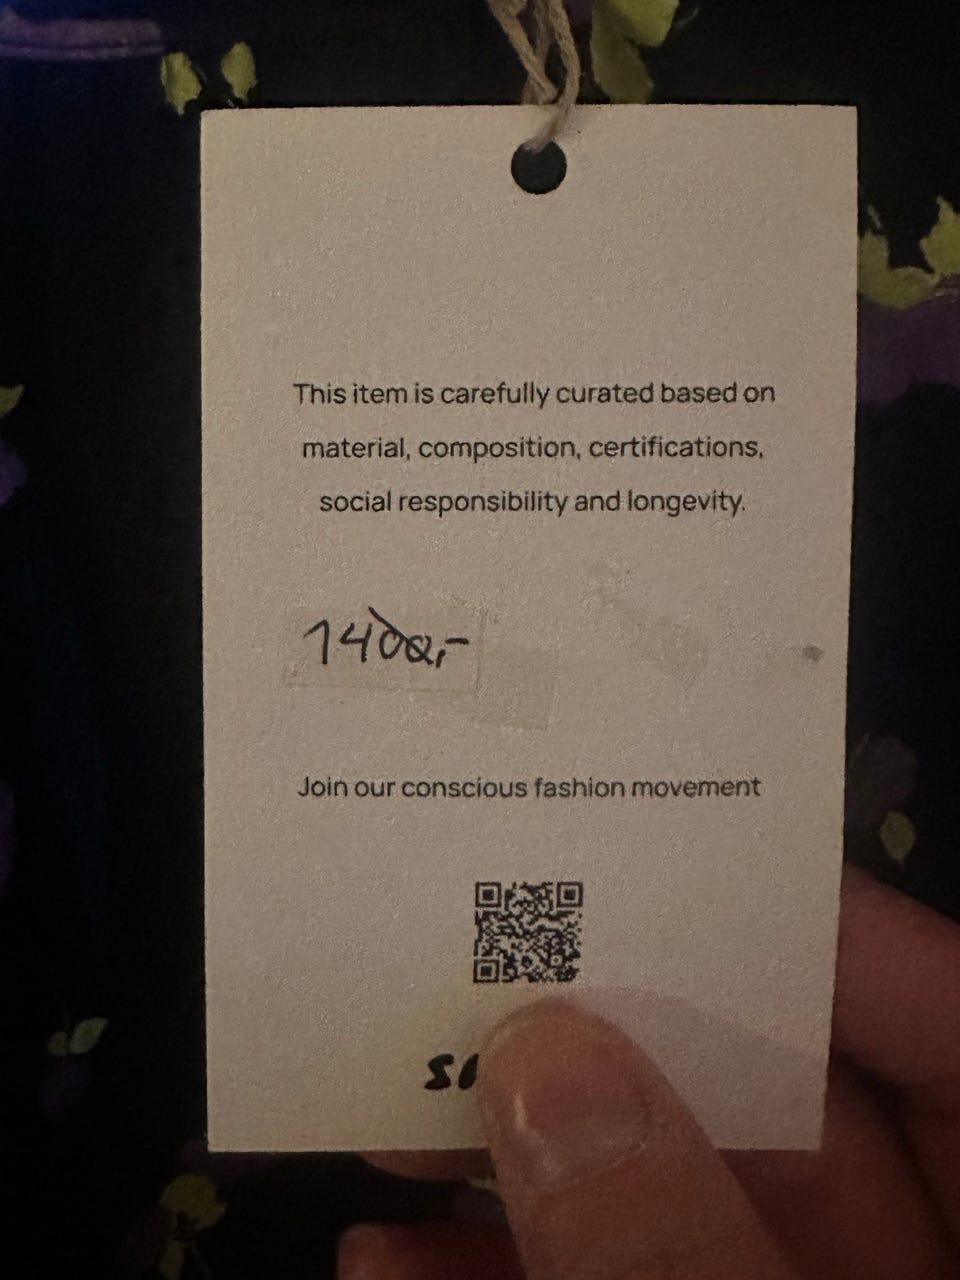 This item is carefully curated based on
material, composition, certifications,
social responsibility and longevity.
1400,-
Join our conscious fashion movement